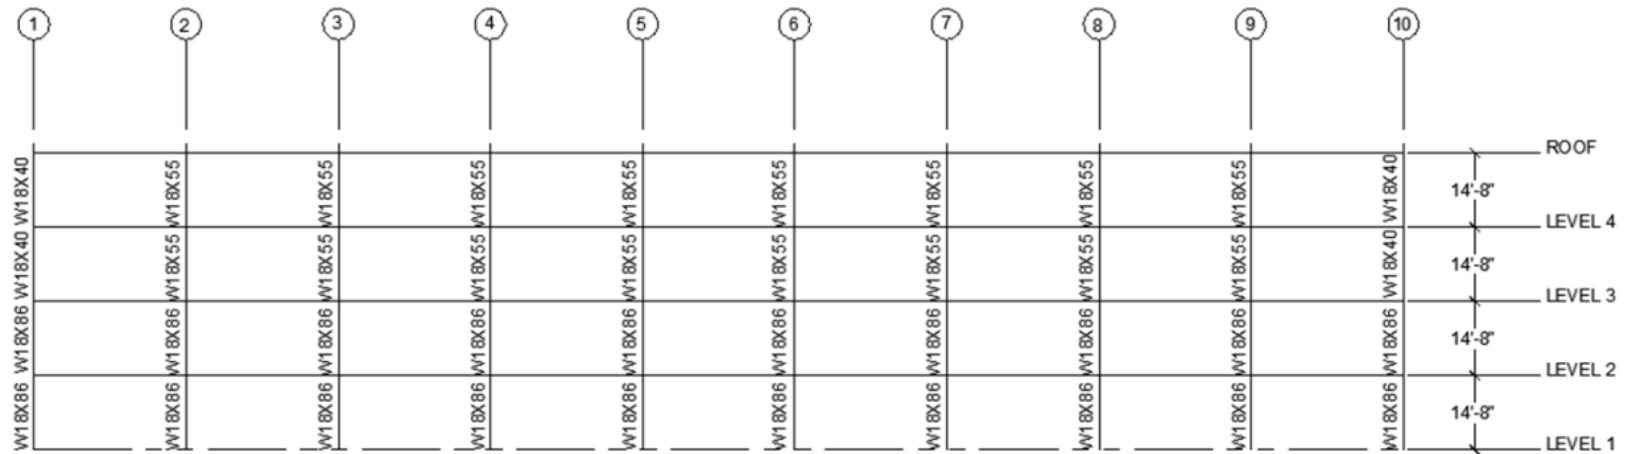 1 2 3 4 5 6 7 8 9 10
ROOF
W18X40 W18X55 W18X55 W18X55 W18X55 W18X55 W18X55 W18X55 W18X55 W18X40 14'-8"
LEVEL 4
W18X40 W18X55 W18X55 W18X55 W18X55 W18X55 W18X55 W18X55 W18X55 W18X40 14'-8"
LEVEL 3
W18X86 W18X86 W18X86 W18X86 W18X86 W18X86 W18X86 W18X86 W18X86 W18X86 14'-8"
LEVEL 2
W18X86 W18X86 W18X86 W18X86 W18X86 W18X86 W18X86 W18X86 W18X86 W18X86 14'-8"
LEVEL 1